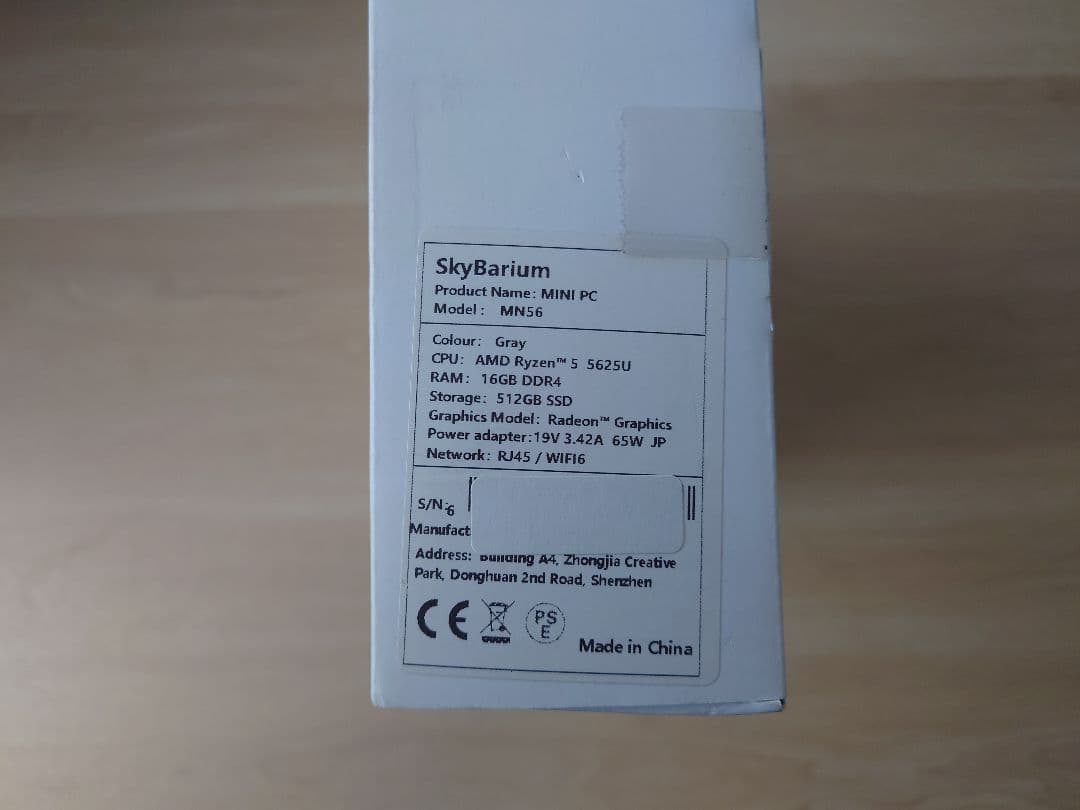 SkyBarium
Product Name: MINI PC
Model: MN56
Colour: Gray
CPU: AMD Ryzen™ 5 5625U
RAM: 16GB DDR4
Storage: 512GB SSD
Graphics Model: Radeon™ Graphics
Power adapter:19V 3.42A 65W JP
Network: RJ45 / WIFI6
S/N:6
Manufact
Address: Building A4, Zhongjia Creative
Park, Donghuan 2nd Road, Shenzhen
CE
PS
E
Made in China